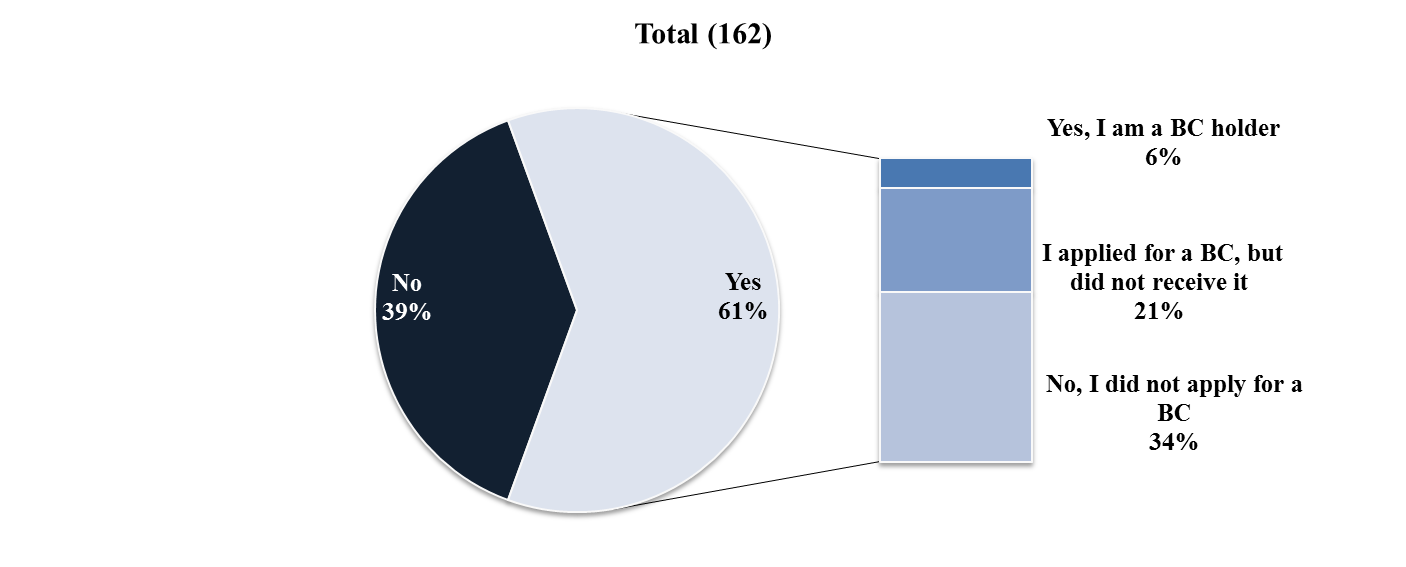 Total (162)
No
39%
Yes
61%
Yes, I am a BC holder
6%
I applied for a BC, but
did not receive it
21%
No, I did not apply for a
BC
34%